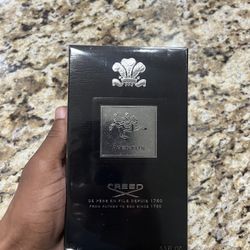 AVENTUS
CREED
DE PÈRE EN FILS DEPUIS 1760
FROM FATHER TO SON SINCE 1760